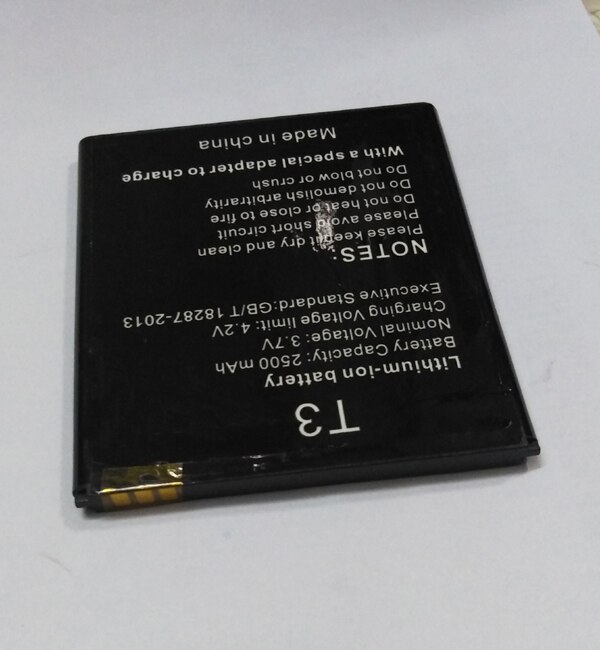 T3
Lithium-ion battery
Battery Capacity: 2500 mAh
Nominal Voltage: 3.7V
Charging Voltage limit: 4.2V
Executive Standard:GB/T 18287-2013
NOTES:
Please keep it dry and clean
Please avoid short circuit
Do not heat or close to fire
Do not demolish arbitrarity
Do not blow or crush
With a special adapter to charge
Made in china